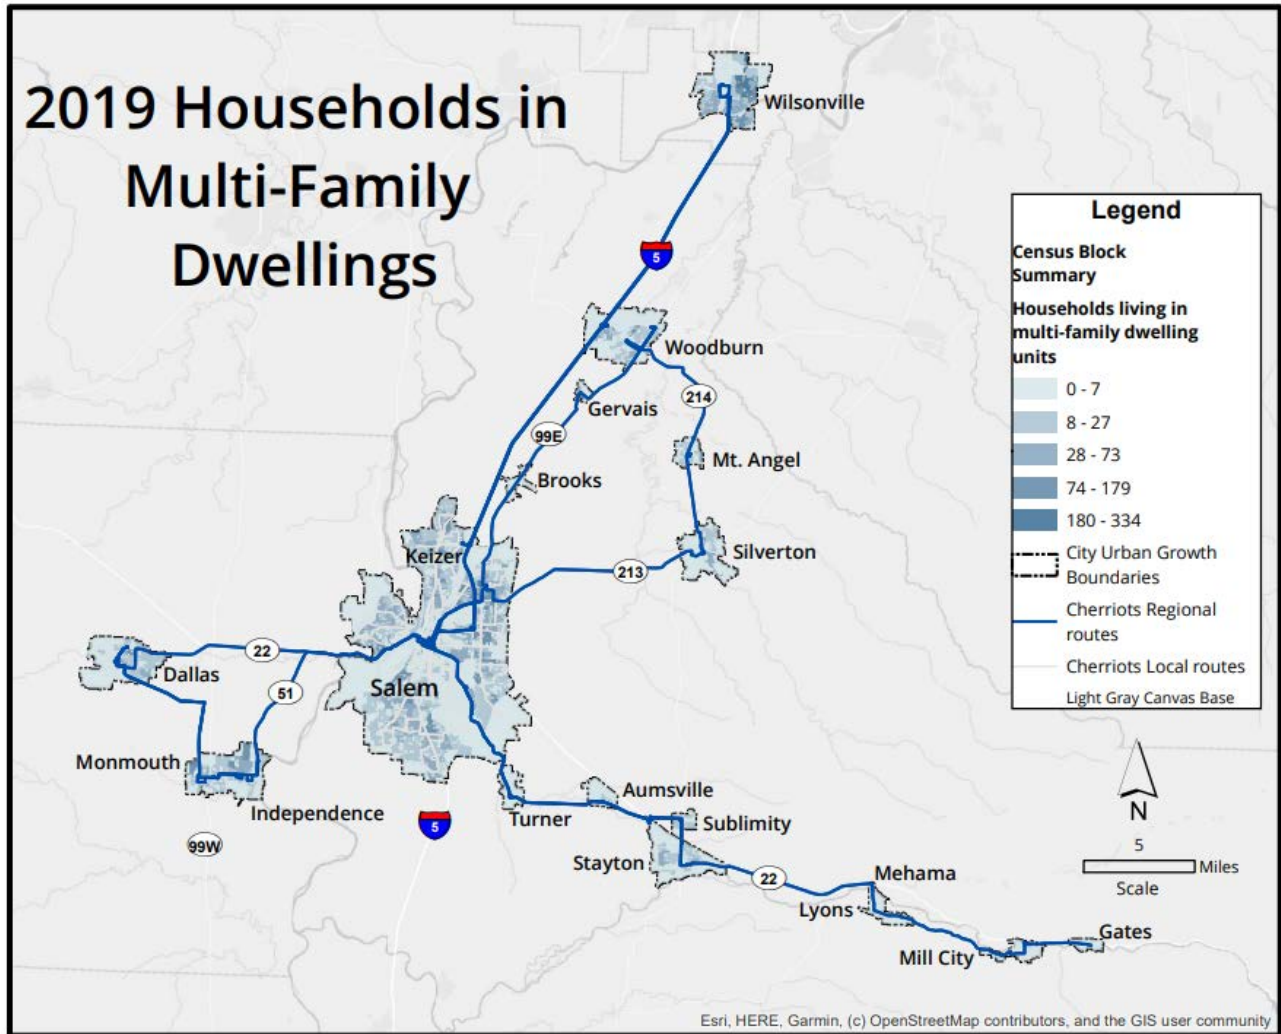 2019 Households in
Multi-Family
Dwellings
Wilsonville
5
Woodburn
Gervais
214
99E
Mt. Angel
Brooks
Keizer
Silverton
213
22
Dallas
51
Salem
Monmouth
Independence
99W
5
Turner
Aumsville
Sublimity
Stayton
22
Mehama
Lyons
Mill City
Gates
Legend
Census Block
Summary
Households living in
multi-family dwelling
units
0 - 7
8 - 27
28 - 73
74 - 179
180 - 334
City Urban Growth
Boundaries
Cherriots Regional
routes
Cherriots Local routes
Light Gray Canvas Base
N
5
Miles
Scale
Esri, HERE, Garmin, (c) OpenStreetMap contributors, and the GIS user community